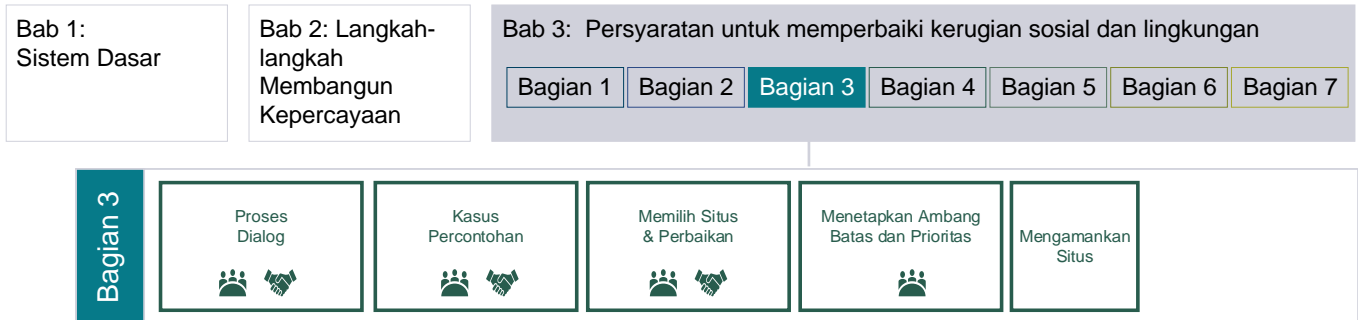 Bab 1:
Sistem Dasar
Bab 2: Langkah-
langkah
Membangun
Kepercayaan
Bab 3: Persyaratan untuk memperbaiki kerugian sosial dan lingkungan
Bagian 1 Bagian 2 Bagian 3 Bagian 4 Bagian 5 Bagian 6 Bagian 7
Bagian 3
Proses
Dialog
Kasus
Percontohan
Memilih Situs
& Perbaikan
Menetapkan Ambang
Batas dan Prioritas
Mengamankan
Situs